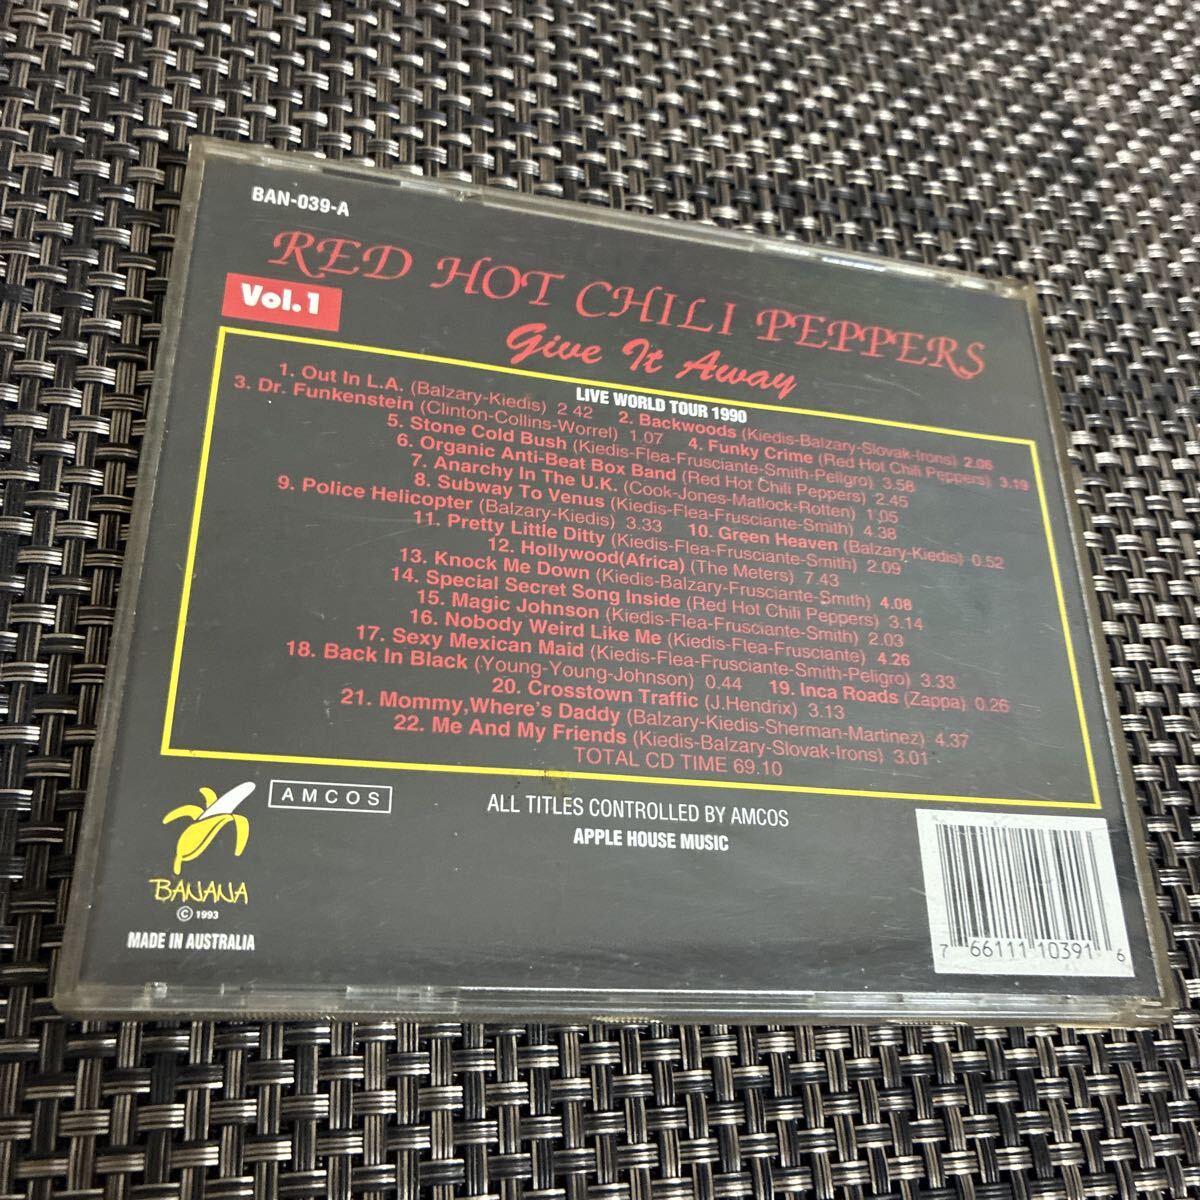 BAN-039-A
RED HOT CHILI PEPPERS
Vol.1
Give It Away
LIVE WORLD TOUR 1990
1. Out In L.A. (Balzary-Kiedis) 2 42 2. Backwoods (Kiedis-Balzary-Slovak-Irons) 2.06
3. Dr. Funkenstein (Clinton-Collins-Worrel) 1.07 4. Funky Crime (Red Hot Chili Peppers) 3.19
5. Stone Cold Bush (Kiedis-Flea-Frusciante-Smith-Peligro) 3.58
6. Organic Anti-Beat Box Band (Red Hot Chili Peppers) 2.45
7. Anarchy In The U.K. (Cook-Jones-Matlock-Rotten) 1.05
8. Subway To Venus (Kiedis-Flea-Frusciante-Smith) 4.38
9. Police Helicopter (Balzary-Kiedis) 3.33 10. Green Heaven (Balzary-Kiedis) 0.52
11. Pretty Little Ditty (Kiedis-Flea-Frusciante-Smith) 2.09
12. Hollywood(Africa) (The Meters) 7.43
13. Knock Me Down (Kiedis-Balzary-Frusciante-Smith) 4.08
14. Special Secret Song Inside (Red Hot Chili Peppers) 3.14
15. Magic Johnson (Kiedis-Flea-Frusciante-Smith) 2.03
16. Nobody Weird Like Me (Kiedis-Flea-Frusciante) 4.26
17. Sexy Mexican Maid (Kiedis-Flea-Frusciante-Smith-Peligro) 3.33
18. Back In Black (Young-Young-Johnson) 0.44 19. Inca Roads (Zappa) 0.26
20. Crosstown Traffic (J.Hendrix) 3.13
21. Mommy,Where's Daddy (Balzary-Kiedis-Sherman-Martinez) 4.37
22. Me And My Friends (Kiedis-Balzary-Slovak-Irons) 3.01
TOTAL CD TIME 69.10
AMCOS
ALL TITLES CONTROLLED BY AMCOS
APPLE HOUSE MUSIC
BANANA
© 1993
MADE IN AUSTRALIA
7 66111 10391 6